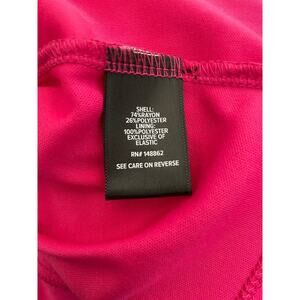 SHELL:
74%RAYON
26%POLYESTER
LINING:
100%POLYESTER
EXCLUSIVE OF
ELASTIC
RN# 148862
SEE CARE ON REVERSE